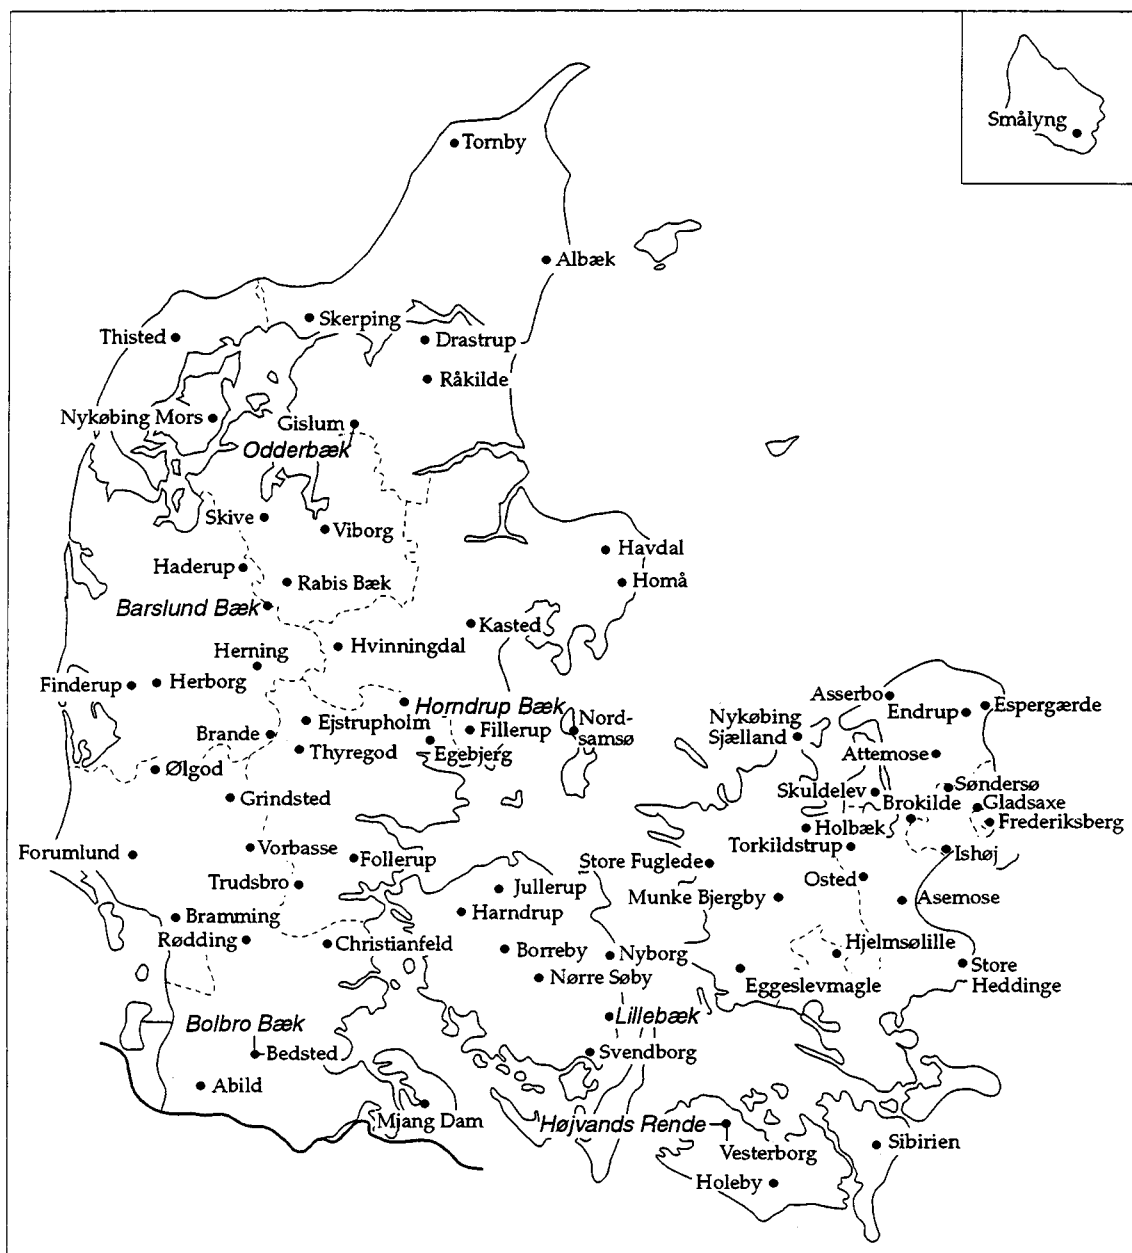 Smålyng
Tornby
Albæk
Skerping
Thisted
Drastrup
Råkilde
Nykøbing Mors
Gislum
Odderbæk
Skive
Viborg
Havdal
Haderup
Rabis Bæk
Homå
Barslund Bæk
Kasted
Hvinningdal
Herning
Finderup
Herborg
Asserbo
Horndrup Bæk
Endrup
Espergærde
Ejstrupholm
Fillerup
Nord-
samsø
Nykøbing
Sjælland
Brande
Thyregod
Egebjerg
Attemose
Ølgod
Søndersø
Skuldelev
Grindsted
Brokilde
Gladsaxe
Frederiksberg
Holbæk
Forumlund
Vorbasse
Follerup
Torkildstrup
Ishøj
Store Fuglede
Trudsbro
Jullerup
Osted
Munke Bjergby
Asemose
Harndrup
Bramming
Rødding
Christianfeld
Borreby
Nyborg
Hjelmsølille
Nørre Søby
Eggeslevmagle
Store
Heddinge
Bolbro Bæk
Lillebæk
Bedsted
Svendborg
Abild
Mjang Dam
Højvands Rende
Vesterborg
Sibirien
Holeby